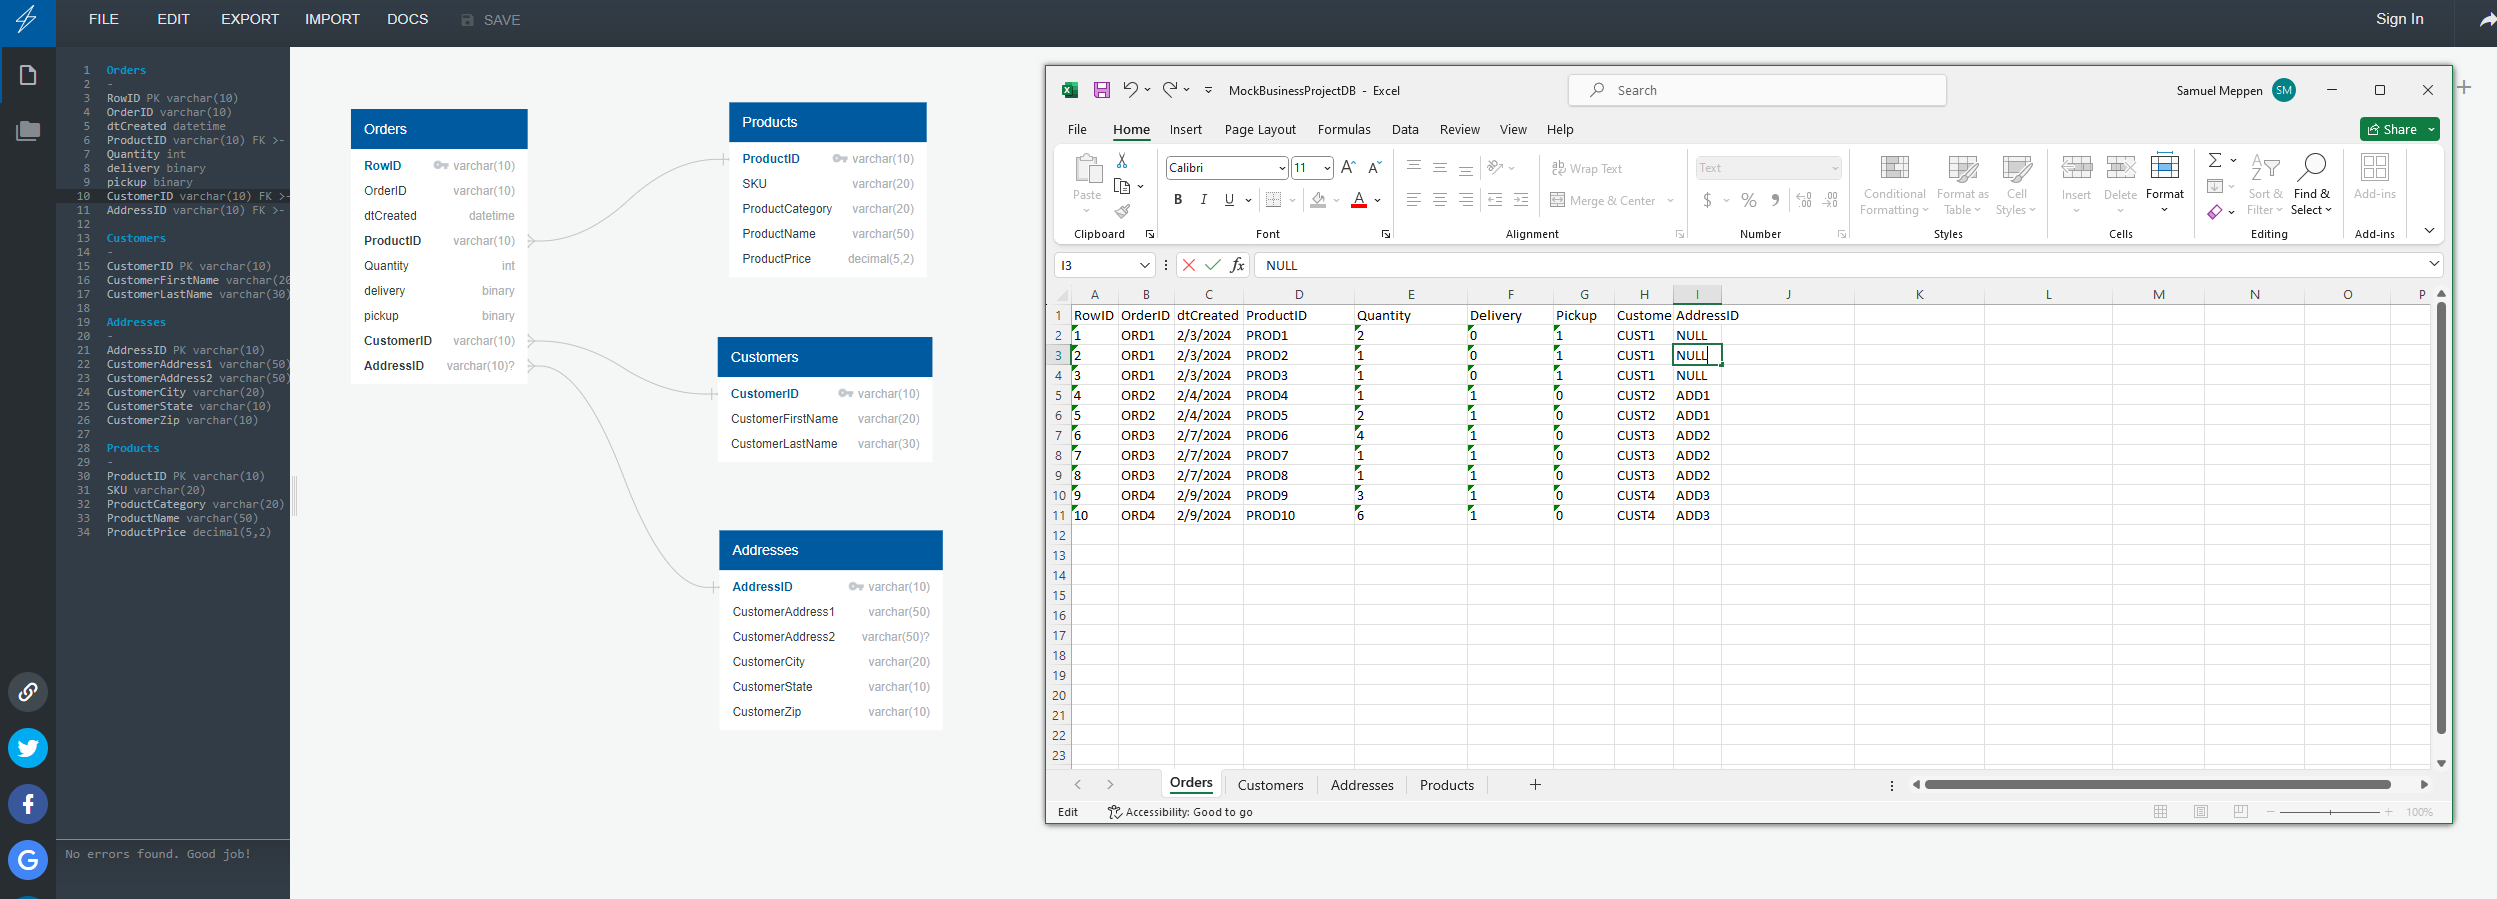 FILE EDIT EXPORT IMPORT DOCS SAVE Sign In
1 Orders
2 -
3 RowID PK varchar(10)
4 OrderID varchar(10)
5 dtCreated datetime
6 ProductID varchar(10) FK >-
7 Quantity int
8 delivery binary
9 pickup binary
10 CustomerID varchar(10) FK >-
11 AddressID varchar(10) FK >-
12
13 Customers
14 -
15 CustomerID PK varchar(10)
16 CustomerFirstName varchar(20
17 CustomerLastName varchar(30)
18
19 Addresses
20 -
21 AddressID PK varchar(10)
22 CustomerAddress1 varchar(50)
23 CustomerAddress2 varchar(50)
24 CustomerCity varchar(20)
25 CustomerState varchar(10)
26 CustomerZip varchar(10)
27
28 Products
29 -
30 ProductID PK varchar(10)
31 SKU varchar(20)
32 ProductCategory varchar(20)
33 ProductName varchar(50)
34 ProductPrice decimal(5,2)
No errors found. Good job!
Orders
RowID varchar(10)
OrderID varchar(10)
dtCreated datetime
ProductID varchar(10)
Quantity int
delivery binary
pickup binary
CustomerID varchar(10)
AddressID varchar(10)?
Products
ProductID varchar(10)
SKU varchar(20)
ProductCategory varchar(20)
ProductName varchar(50)
ProductPrice decimal(5,2)
Customers
CustomerID varchar(10)
CustomerFirstName varchar(20)
CustomerLastName varchar(30)
Addresses
AddressID varchar(10)
CustomerAddress1 varchar(50)
CustomerAddress2 varchar(50)?
CustomerCity varchar(20)
CustomerState varchar(10)
CustomerZip varchar(10)
MockBusinessProjectDB - Excel Search Samuel Meppen SM
File Home Insert Page Layout Formulas Data Review View Help Share
Paste Calibri 11 Wrap Text Text Conditional Formatting Format as Table Cell Styles Insert Delete Format Sort & Filter Find & Select Add-ins
B I U Merge & Center $ % 9
Clipboard Font Alignment Number Styles Cells Editing Add-ins
I3 fx NULL
A B C D E F G H I J K L M N O P
1 RowID OrderID dtCreated ProductID Quantity Delivery Pickup Custome AddressID
2 1 ORD1 2/3/2024 PROD1 2 0 1 CUST1 NULL
3 2 ORD1 2/3/2024 PROD2 1 0 1 CUST1 NULL
4 3 ORD1 2/3/2024 PROD3 1 0 1 CUST1 NULL
5 4 ORD2 2/4/2024 PROD4 1 1 0 CUST2 ADD1
6 5 ORD2 2/4/2024 PROD5 2 1 0 CUST2 ADD1
7 6 ORD3 2/7/2024 PROD6 4 1 0 CUST3 ADD2
8 7 ORD3 2/7/2024 PROD7 1 1 0 CUST3 ADD2
9 8 ORD3 2/7/2024 PROD8 1 1 0 CUST3 ADD2
10 9 ORD4 2/9/2024 PROD9 3 1 0 CUST4 ADD3
11 10 ORD4 2/9/2024 PROD10 6 1 0 CUST4 ADD3
12
13
14
15
16
17
18
19
20
21
22
23
Orders Customers Addresses Products
Edit Accessibility: Good to go 100%